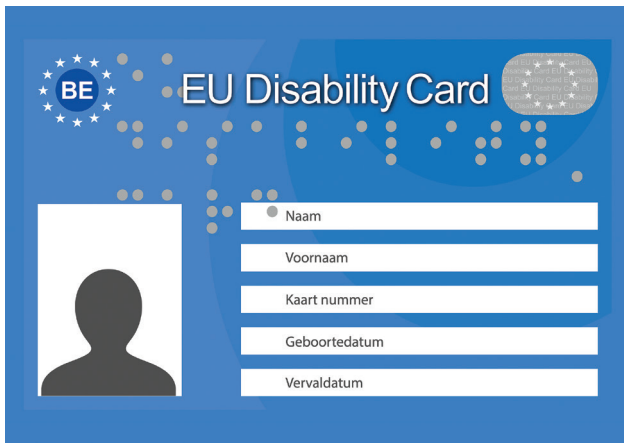 BE
EU Disability Card
Naam
Voornaam
Kaart nummer
Geboortedatum
Vervaldatum